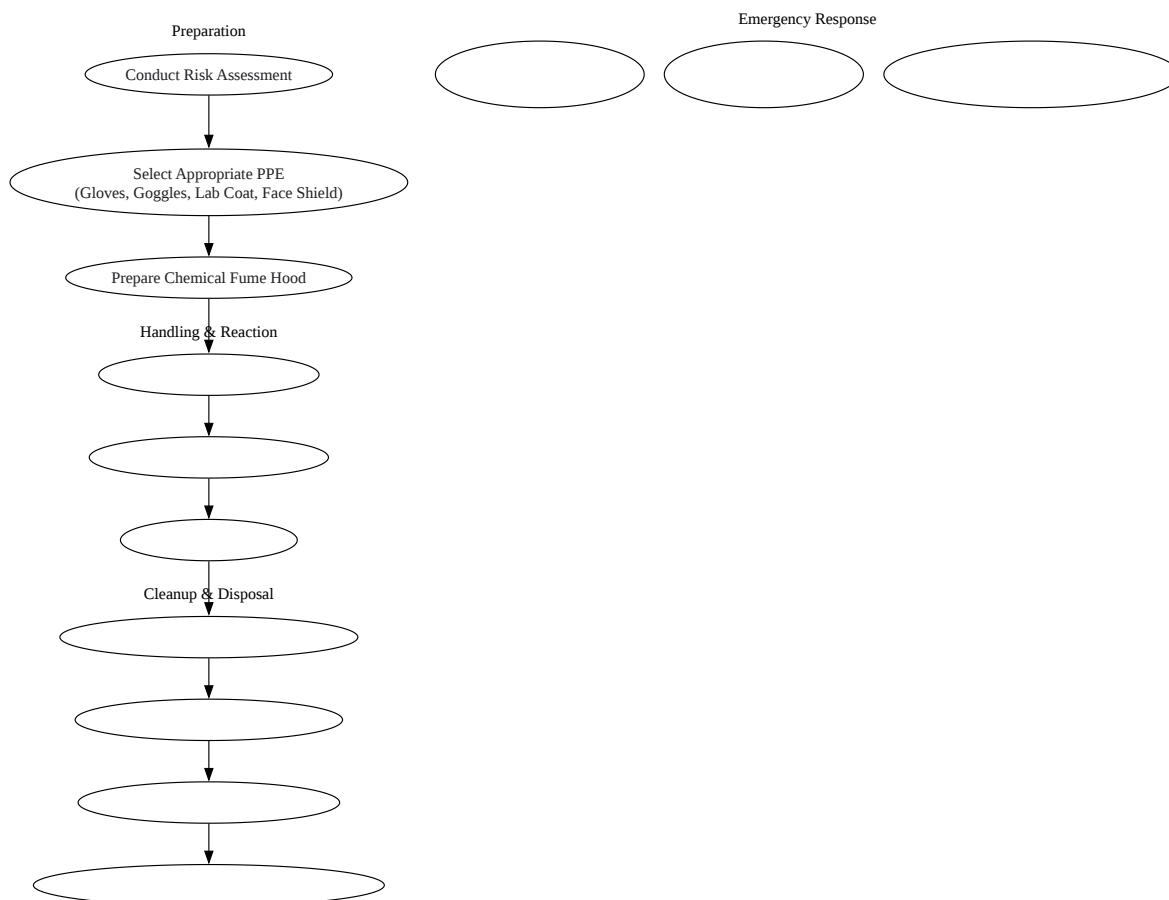 Preparation
Emergency Response
Conduct Risk Assessment
Select Appropriate PPE
(Gloves, Goggles, Lab Coat, Face Shield)
Prepare Chemical Fume Hood
Handling & Reaction
Cleanup & Disposal